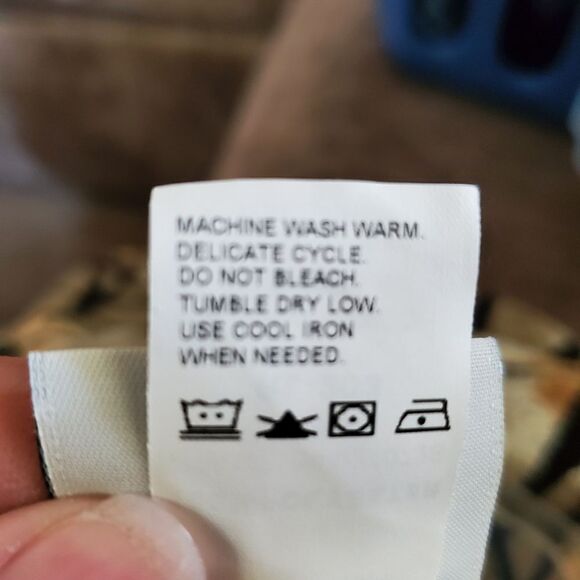 MACHINE WASH WARM.
DELICATE CYCLE.
DO NOT BLEACH.
TUMBLE DRY LOW.
USE COOL IRON
WHEN NEEDED.